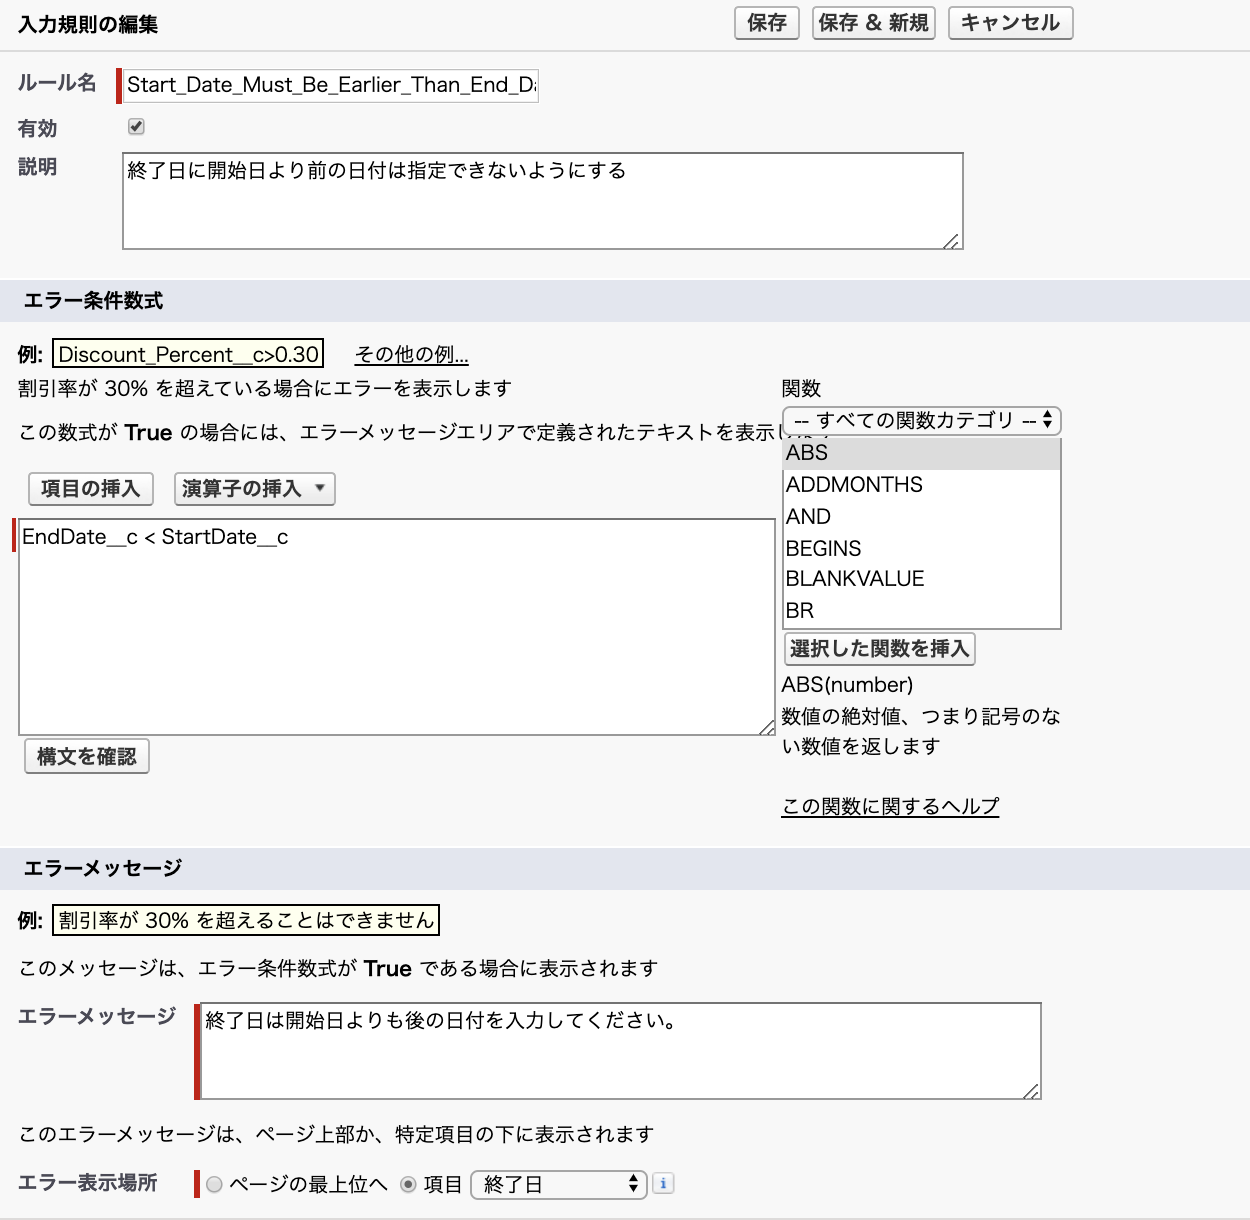 入力規則の編集
保存
保存 & 新規
キャンセル
ルール名
Start_Date_Must_Be_Earlier_Than_End_Da
有効
説明
終了日に開始日より前の日付は指定できないようにする
エラー条件数式
例: Discount_Percent__c>0.30 その他の例...
割引率が 30% を超えている場合にエラーを表示します
この数式が True の場合には、エラーメッセージエリアで定義されたテキストを表示し
項目の挿入
演算子の挿入
EndDate__c < StartDate__c
構文を確認
関数
-- すべての関数カテゴリ --
ABS
ADDMONTHS
AND
BEGINS
BLANKVALUE
BR
選択した関数を挿入
ABS(number)
数値の絶対値、つまり記号のな
い数値を返します
この関数に関するヘルプ
エラーメッセージ
例: 割引率が 30% を超えることはできません
このメッセージは、エラー条件数式が True である場合に表示されます
エラーメッセージ
終了日は開始日よりも後の日付を入力してください。
このエラーメッセージは、ページ上部か、特定項目の下に表示されます
エラー表示場所
ページの最上位へ
項目
終了日